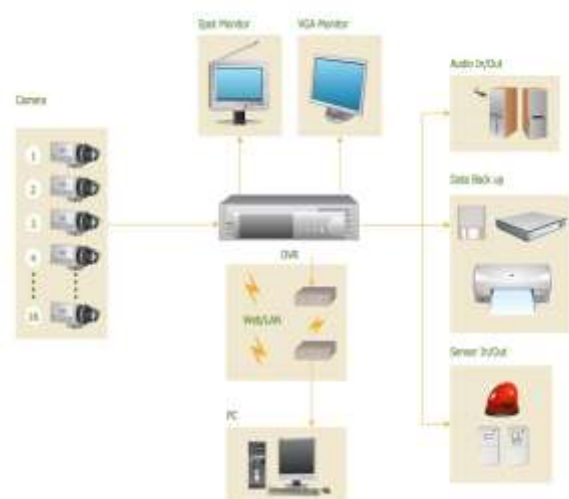 Spot Monitor
VGA Monitor
Audio In/Out
Camera
1
2
3
4
16
Data Back up
DVR
Web/LAN
Sensor In/Out
PC